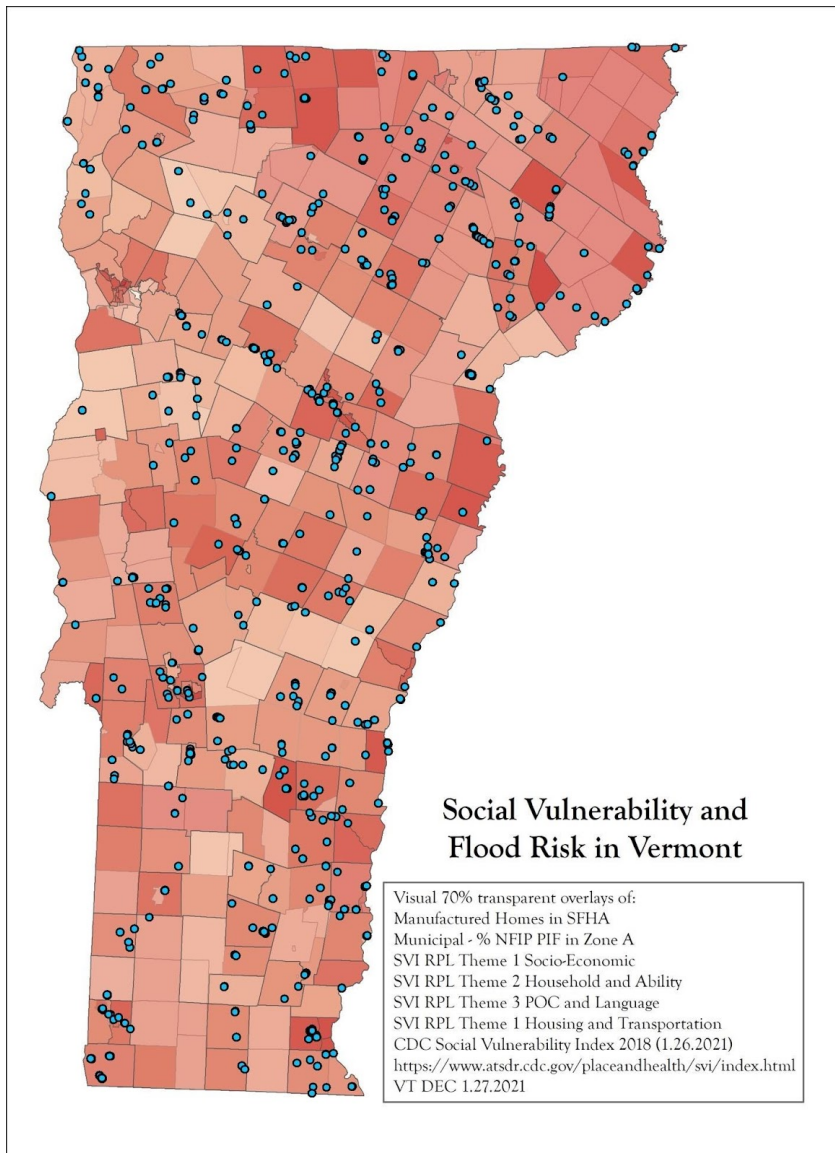 Social Vulnerability and
Flood Risk in Vermont
Visual 70% transparent overlays of:
Manufactured Homes in SFHA
Municipal - % NFIP PIF in Zone A
SVI RPL Theme 1 Socio-Economic
SVI RPL Theme 2 Household and Ability
SVI RPL Theme 3 POC and Language
SVI RPL Theme 1 Housing and Transportation
CDC Social Vulnerability Index 2018 (1.26.2021)
https://www.atsdr.cdc.gov/placeandhealth/svi/index.html
VT DEC 1.27.2021